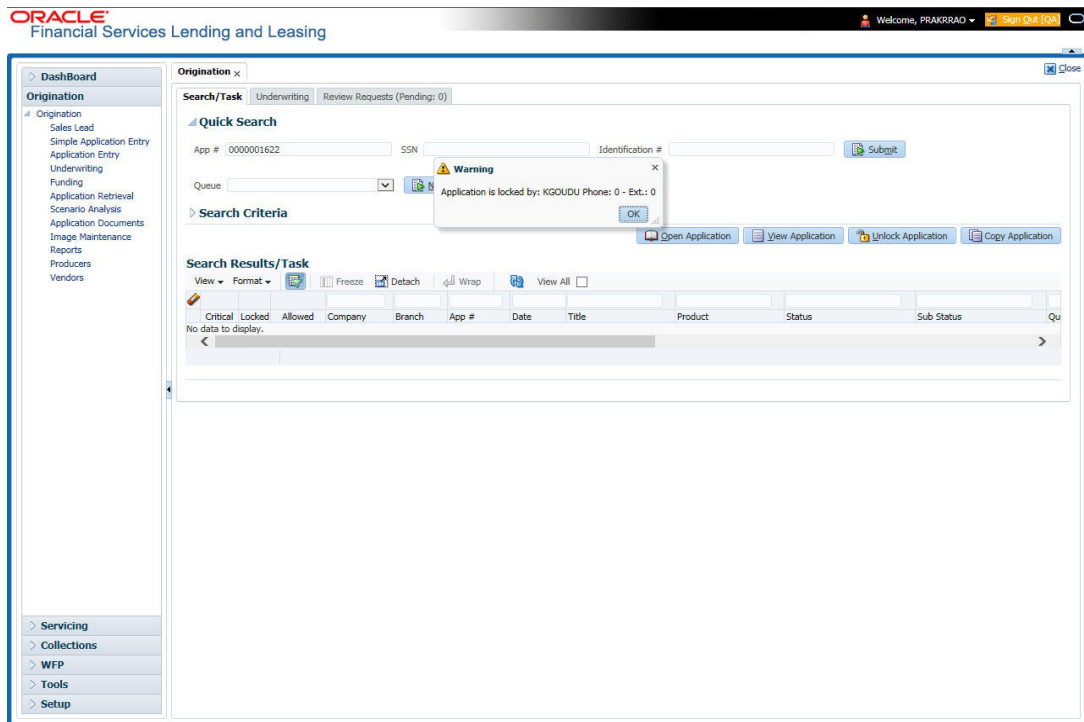 ORACLE
Financial Services Lending and Leasing
Welcome, PRAKRRAO
Sign Out [QA]
DashBoard
Origination
Origination
Sales Lead
Simple Application Entry
Application Entry
Underwriting
Funding
Application Retrieval
Scenario Analysis
Application Documents
Image Maintenance
Reports
Producers
Vendors
Servicing
Collections
WFP
Tools
Setup
Origination
Close
Search/Task Underwriting Review Requests (Pending: 0)
Quick Search
App # 0000001622 SSN Identification # Submit
Queue
Warning
Application is locked by: KGOUDU Phone: 0 - Ext.: 0
OK
Search Criteria
Open Application View Application Unlock Application Copy Application
Search Results/Task
View Format Freeze Detach Wrap View All
Critical Locked Allowed Company Branch App # Date Title Product Status Sub Status
No data to display.